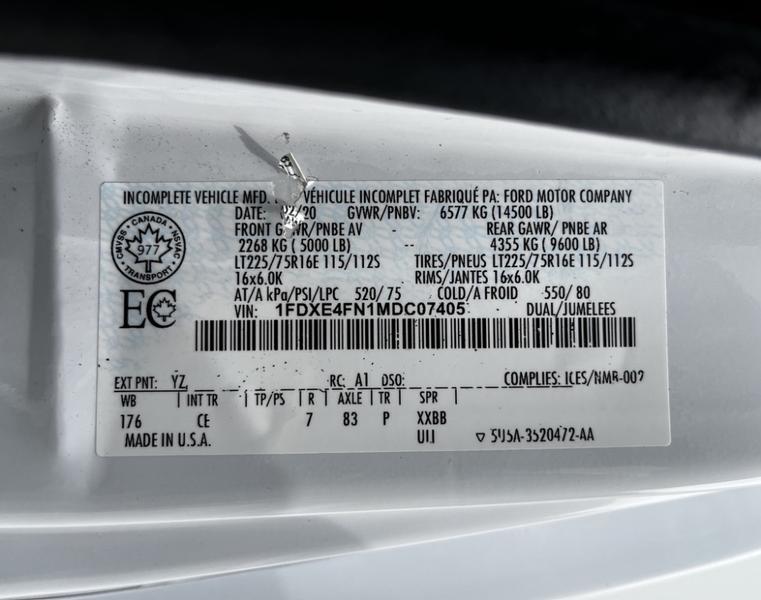 INCOMPLETE VEHICLE MFD. VÉHICULE INCOMPLET FABRIQUÉ PA: FORD MOTOR COMPANY
DATE: /20 GVWR/PNBV: 6577 KG (14500 LB)
FRONT GAWR/PNBE AV - REAR GAWR/ PNBE AR
2268 KG ( 5000 LB) -- 4355 KG ( 9600 LB)
LT225/75R16E 115/112S TIRES/PNEUS LT225/75R16E 115/112S
16x6.0K RIMS/JANTES 16x6.0K
AT/A kPa/PSI/LPC 520/ 75 COLD/A FROID 550/ 80
VIN: 1FDXE4FN1MDC07405 DUAL/JUMELEES
CANADA
CMVSS 977 NSVAC
TRANSPORT
EC
EXT PNT: YZ RC: A1 DSO: COMPLIES: ICES/NMB-002
WB | INT TR | TP/PS | R | AXLE | TR | SPR |
176 CE 7 83 P XXBB
MADE IN U.S.A. 5U5A-3520472-AA